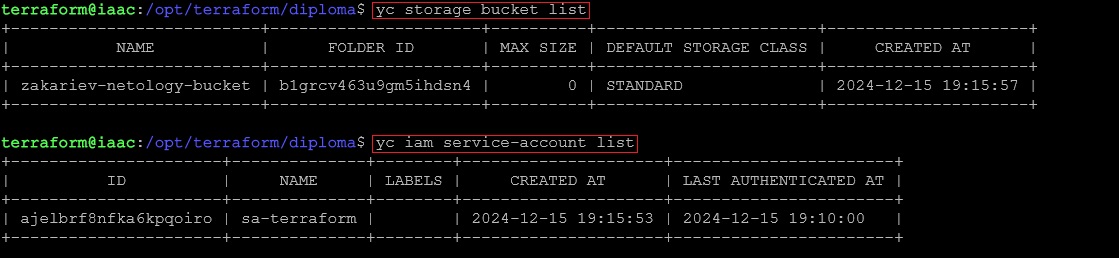 terraform@iaac:/opt/terraform/diploma$ yc storage bucket list
+-------------------------+----------------------+----------+-----------------------+---------------------+
| NAME | FOLDER ID | MAX SIZE | DEFAULT STORAGE CLASS | CREATED AT |
+-------------------------+----------------------+----------+-----------------------+---------------------+
| zakariev-netology-bucket | b1grcv463u9gm5ihdsn4 | 0 | STANDARD | 2024-12-15 19:15:57 |
+-------------------------+----------------------+----------+-----------------------+---------------------+
terraform@iaac:/opt/terraform/diploma$ yc iam service-account list
+----------------------+--------------+--------+---------------------+-----------------------+
| ID | NAME | LABELS | CREATED AT | LAST AUTHENTICATED AT |
+----------------------+--------------+--------+---------------------+-----------------------+
| ajelbrf8nfka6kpqoiro | sa-terraform | | 2024-12-15 19:15:53 | 2024-12-15 19:10:00 |
+----------------------+--------------+--------+---------------------+-----------------------+